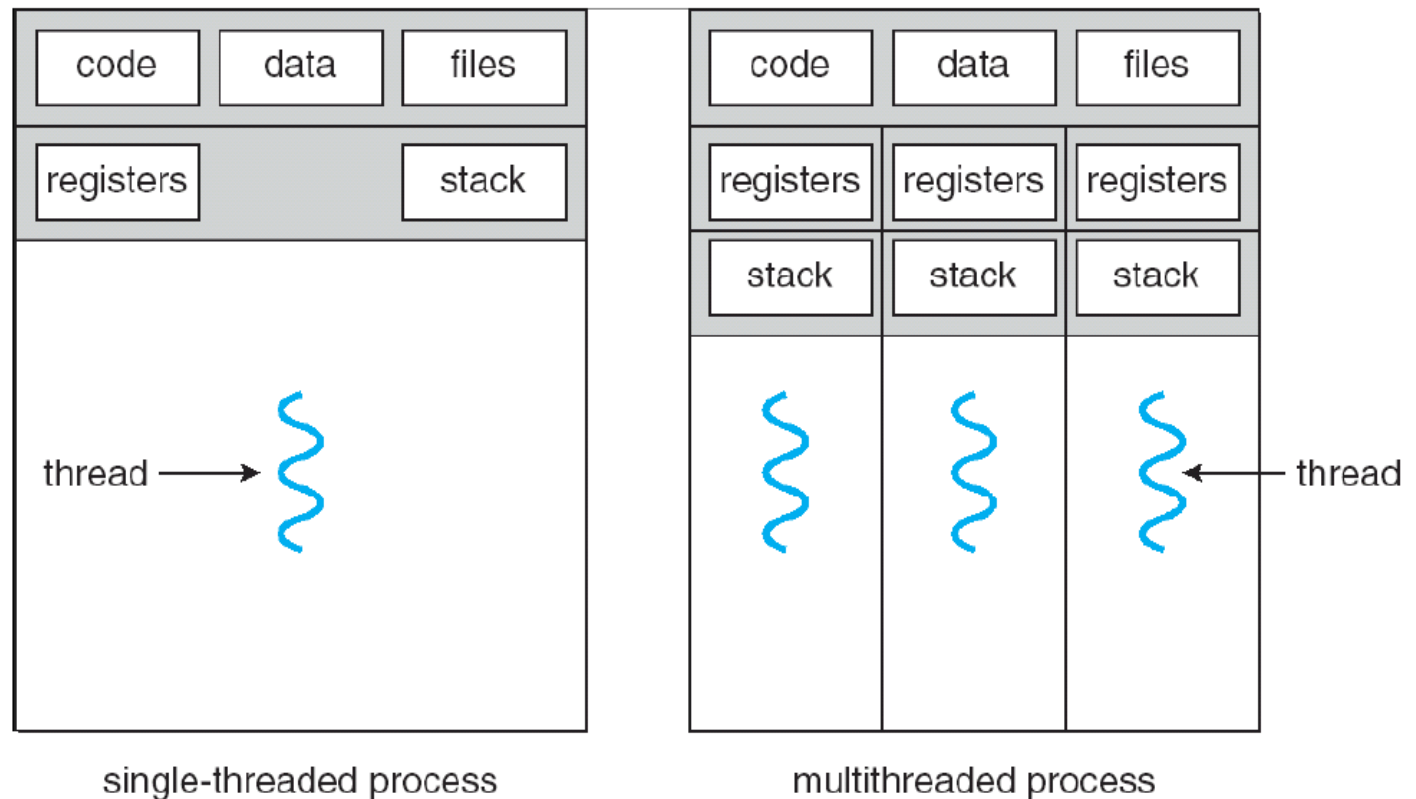 code data files code data files
registers stack registers registers registers
stack stack stack
thread thread
single-threaded process multithreaded process